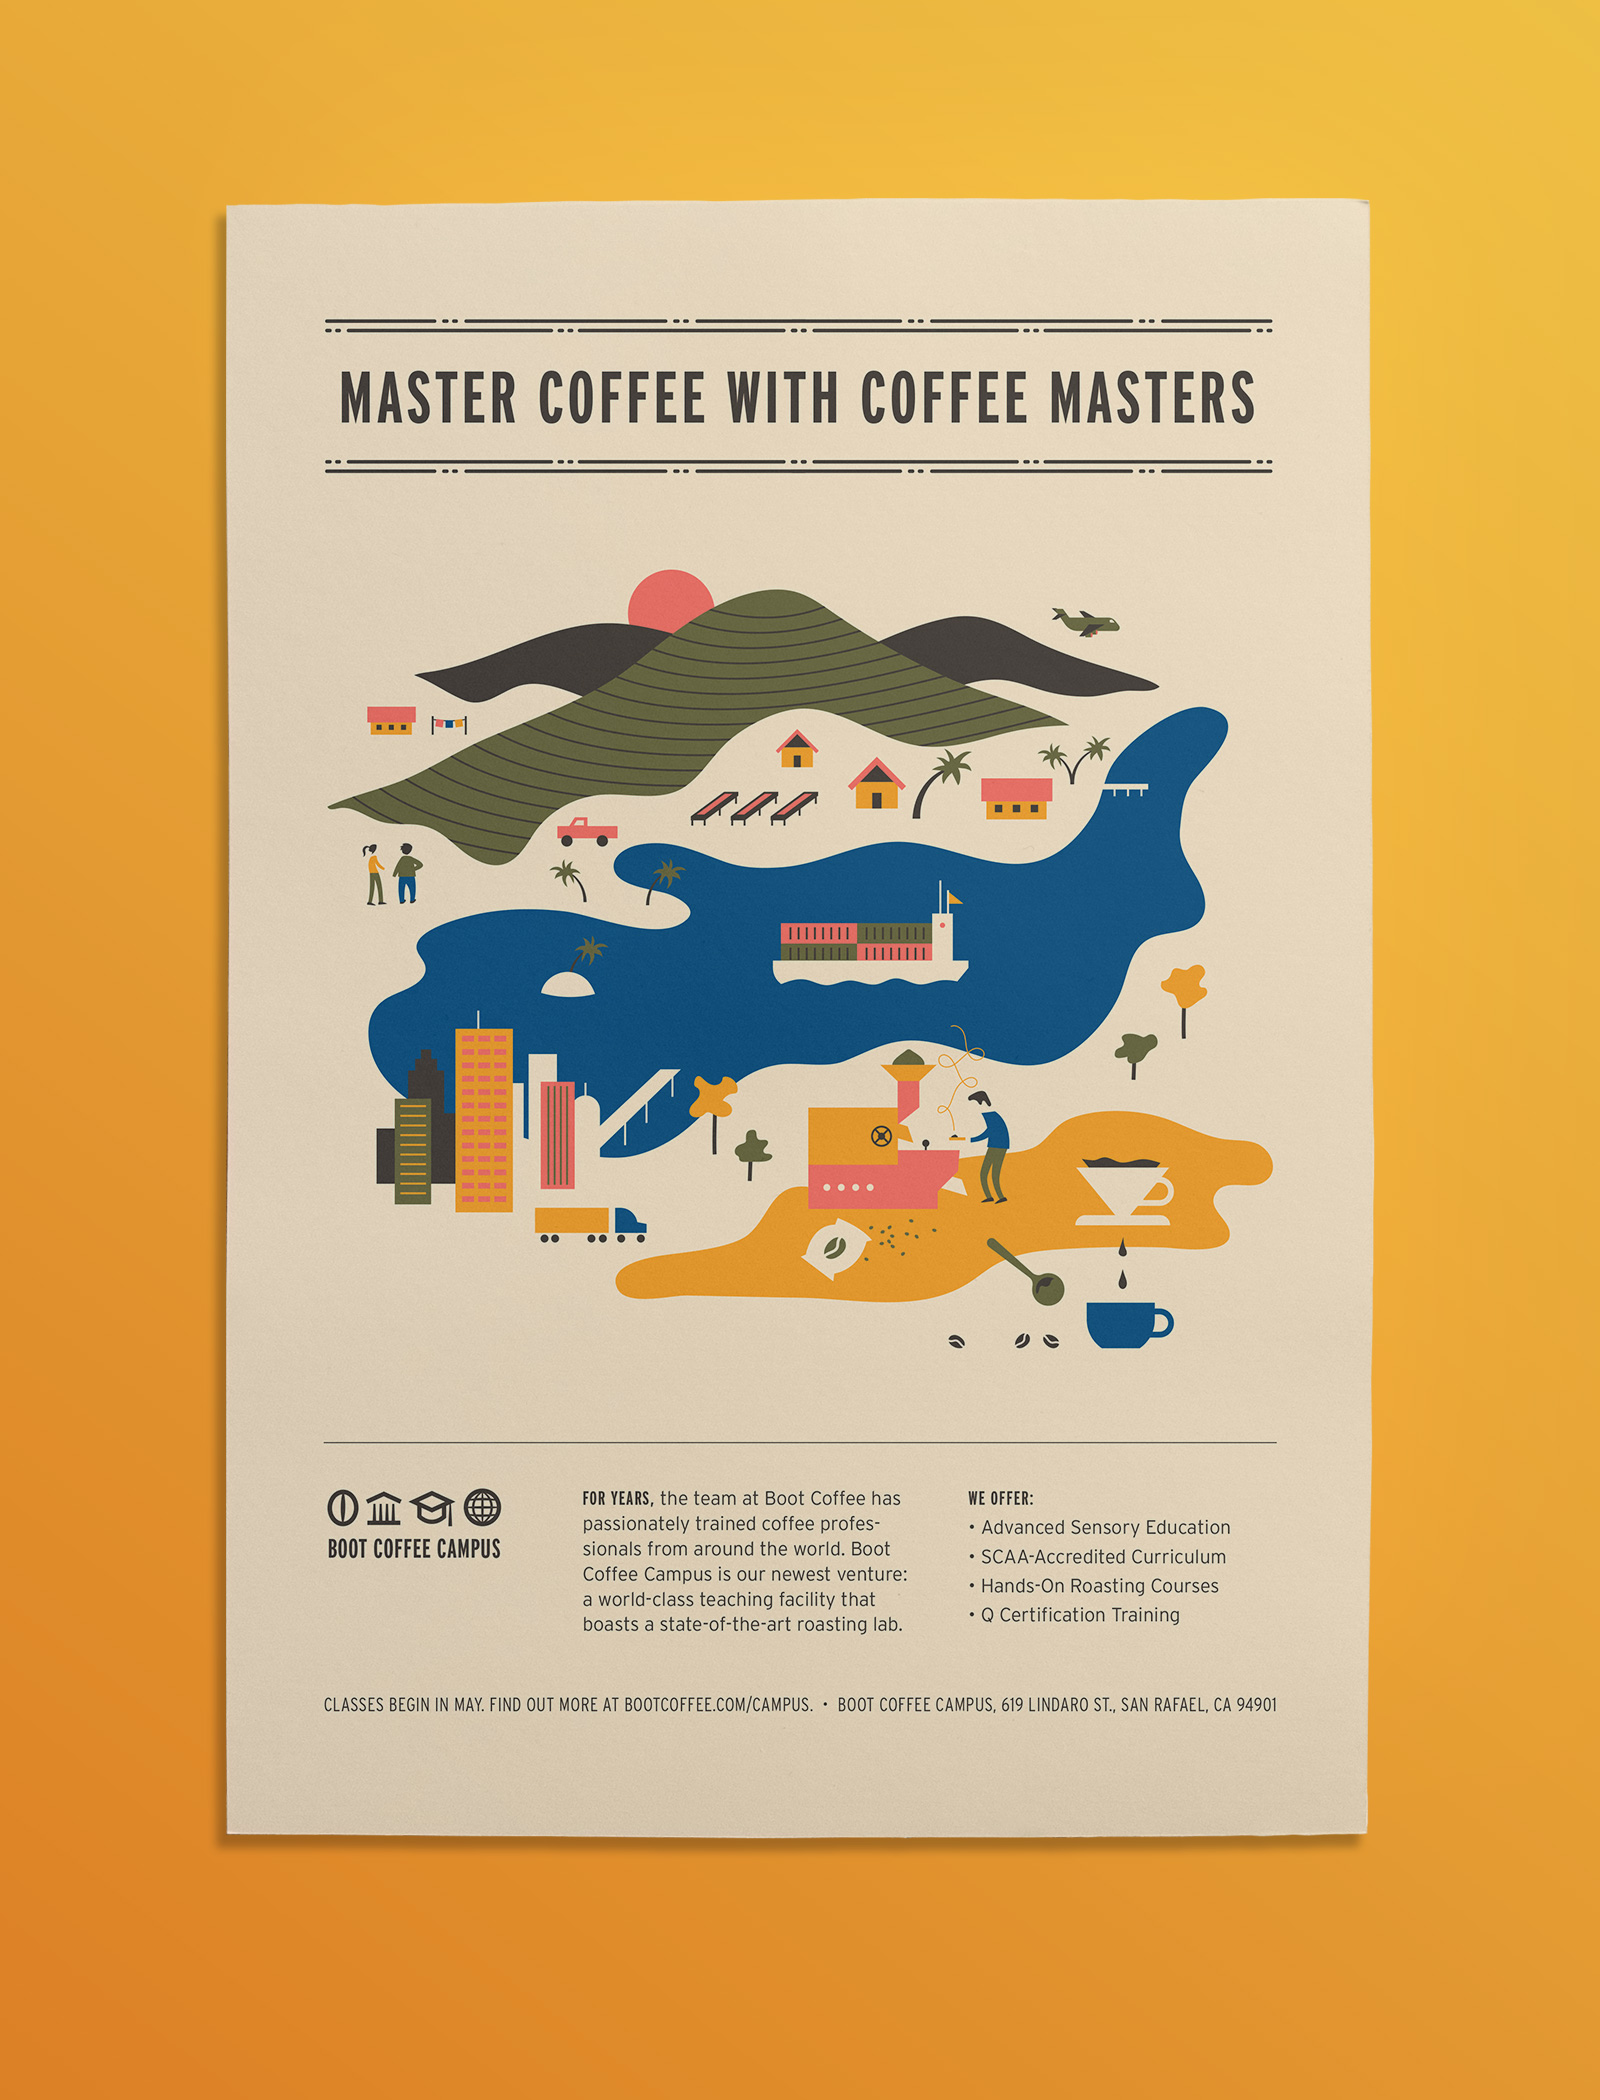 MASTER COFFEE WITH COFFEE MASTERS
BOOT COFFEE CAMPUS
FOR YEARS, the team at Boot Coffee has
passionately trained coffee profes-
sionals from around the world. Boot
Coffee Campus is our newest venture:
a world-class teaching facility that
boasts a state-of-the-art roasting lab.
WE OFFER:
• Advanced Sensory Education
• SCAA-Accredited Curriculum
• Hands-On Roasting Courses
• Q Certification Training
CLASSES BEGIN IN MAY. FIND OUT MORE AT BOOTCOFFEE.COM/CAMPUS. • BOOT COFFEE CAMPUS, 619 LINDARO ST., SAN RAFAEL, CA 94901